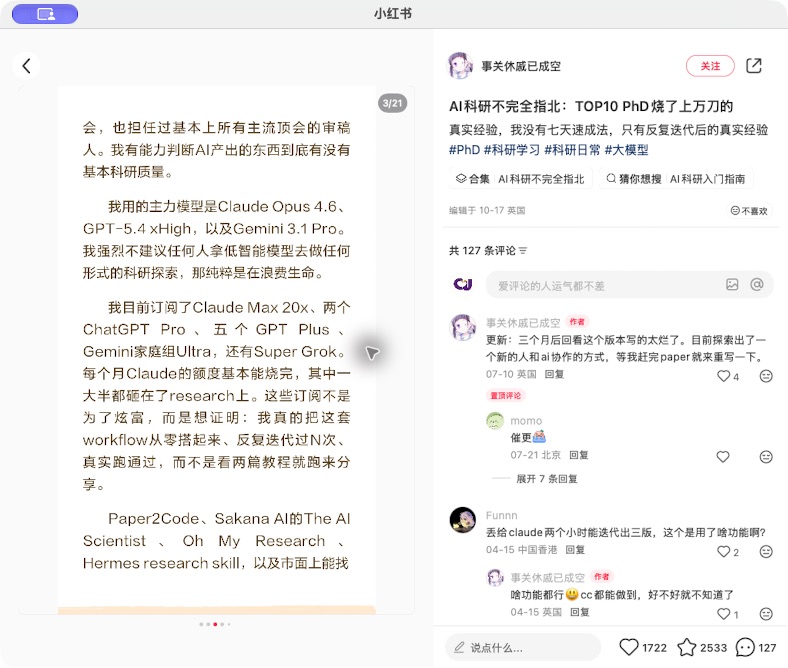 小红书
3/21
会，也担任过基本上所有主流顶会的审稿
人。我有能力判断AI产出的东西到底有没有
基本科研质量。
我用的主力模型是Claude Opus 4.6、
GPT-5.4 xHigh，以及Gemini 3.1 Pro。
我强烈不建议任何人拿低智能模型去做任何
形式的科研探索，那纯粹是在浪费生命。
我目前订阅了Claude Max 20x、两个
ChatGPT Pro、五个GPT Plus、
Gemini家庭组Ultra，还有Super Grok。
每个月Claude的额度基本能烧完，其中一
大半都砸在了research上。这些订阅不是
为了炫富，而是想证明：我真的把这套
workflow从零搭起来、反复迭代过N次、
真实跑通过，而不是看两篇教程就跑来分
享。
Paper2Code、Sakana AI的The AI
Scientist、Oh My Research、
Hermes research skill，以及市面上能找
事关休戚已成空
关注
AI科研不完全指北：TOP10 PhD烧了上万刀的
真实经验，我没有七天速成法，只有反复迭代后的真实经验
#PhD #科研学习 #科研日常 #大模型
合集 AI科研不完全指北
猜你想搜 AI科研入门指南
编辑于 10-17 英国
不喜欢
共 127 条评论
CJ
爱评论的人运气都不差
事关休戚已成空 作者
更新：三个月后回看这个版本写的太烂了。目前探索出了一
个新的人和ai协作的方式，等我赶完paper就来重写一下。
07-10 英国 回复
4
置顶评论
momo
催更
07-21 北京 回复
展开 7 条回复
Funnn
丢给claude两个小时能迭代出三版，这个是用了啥功能啊?
04-15 中国香港 回复
2
事关休戚已成空 作者
啥功能都行😃cc都能做到，好不好就不知道了
04-15 英国 回复
1
说点什么...
1722
2533
127